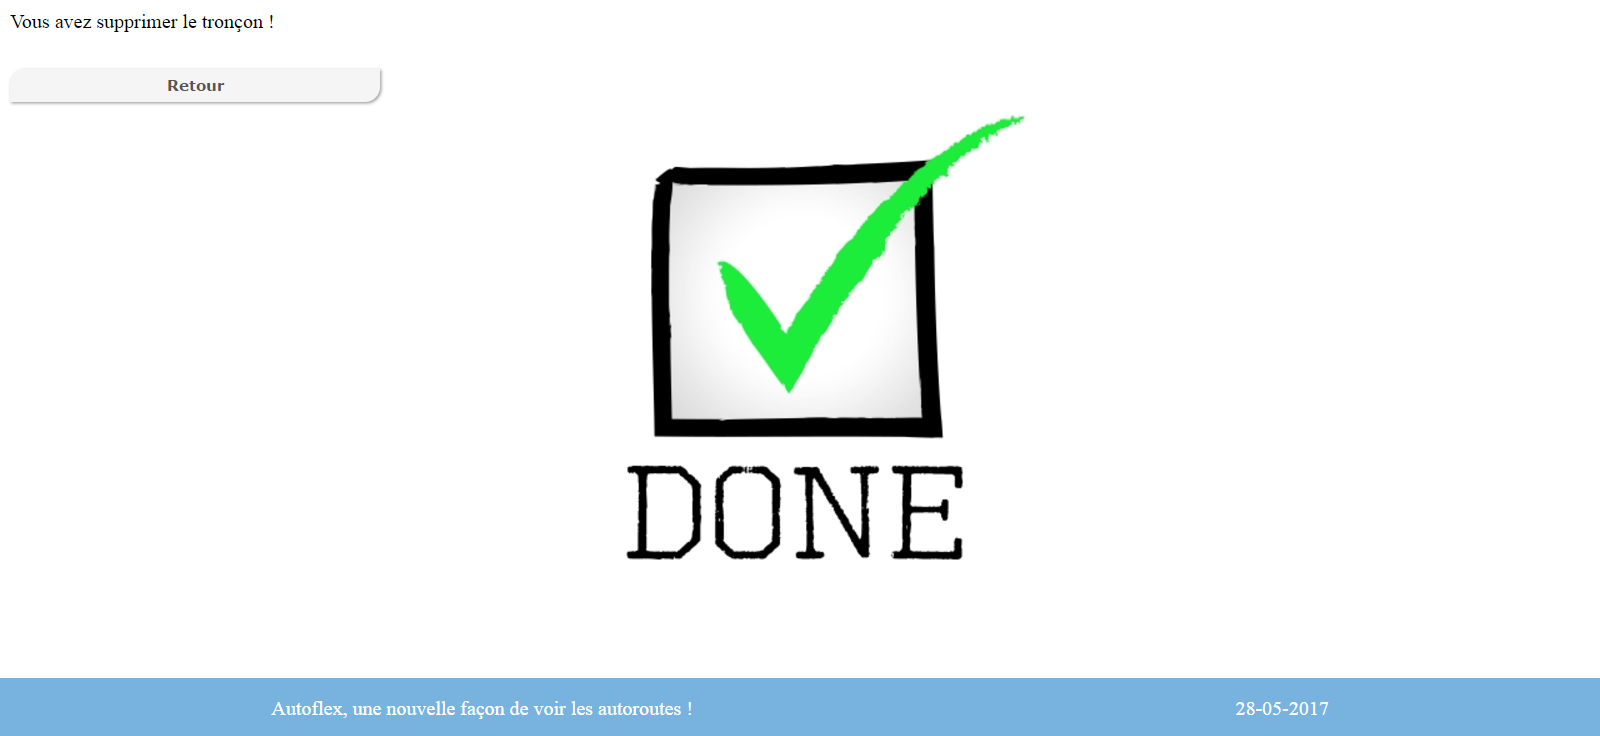 Vous avez supprimer le tronçon !
Retour
DONE
Autoflex, une nouvelle façon de voir les autoroutes !
28-05-2017